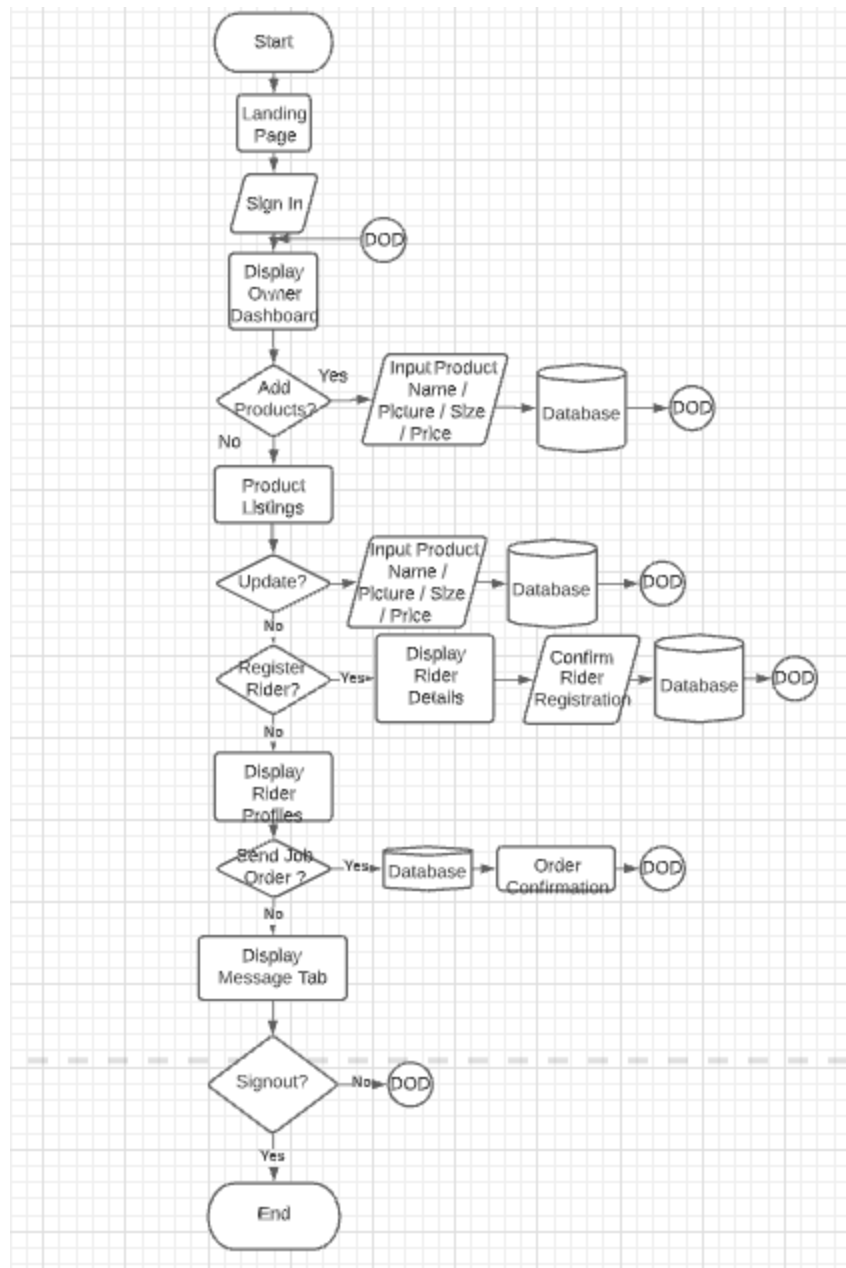 Start
Landing
Page
Sign In
DOD
Display
Owner
Dashboard
Add
Products?
Yes
Input Product
Name /
Picture / Size
/ Price
Database
DOD
No
Product
Listings
Update?
Input Product
Name /
Picture / Size
/ Price
Database
DOD
No
Register
Rider?
Yes
Display
Rider
Details
Confirm
Rider
Registration
Database
DOD
No
Display
Rider
Profiles
Send Job
Order ?
Yes
Database
Order
Confirmation
DOD
No
Display
Message Tab
Signout?
No
DOD
Yes
End